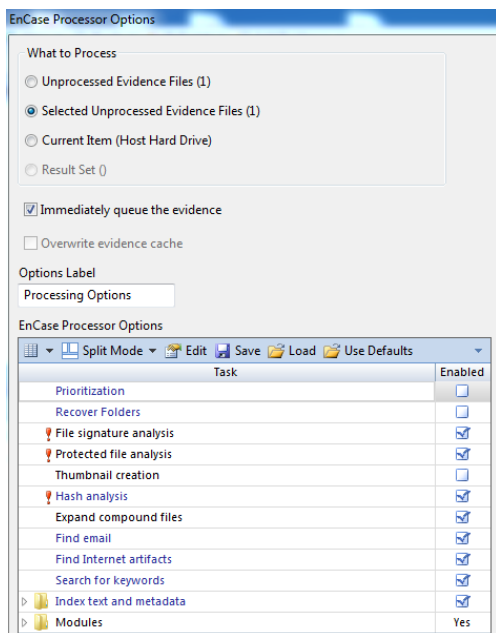 EnCase Processor Options
What to Process
Unprocessed Evidence Files (1)
Selected Unprocessed Evidence Files (1)
Current Item (Host Hard Drive)
Result Set ()
Immediately queue the evidence
Overwrite evidence cache
Options Label
Processing Options
EnCase Processor Options
Split Mode Edit Save Load Use Defaults
Task Enabled
Prioritization
Recover Folders
File signature analysis
Protected file analysis
Thumbnail creation
Hash analysis
Expand compound files
Find email
Find Internet artifacts
Search for keywords
Index text and metadata
Modules Yes